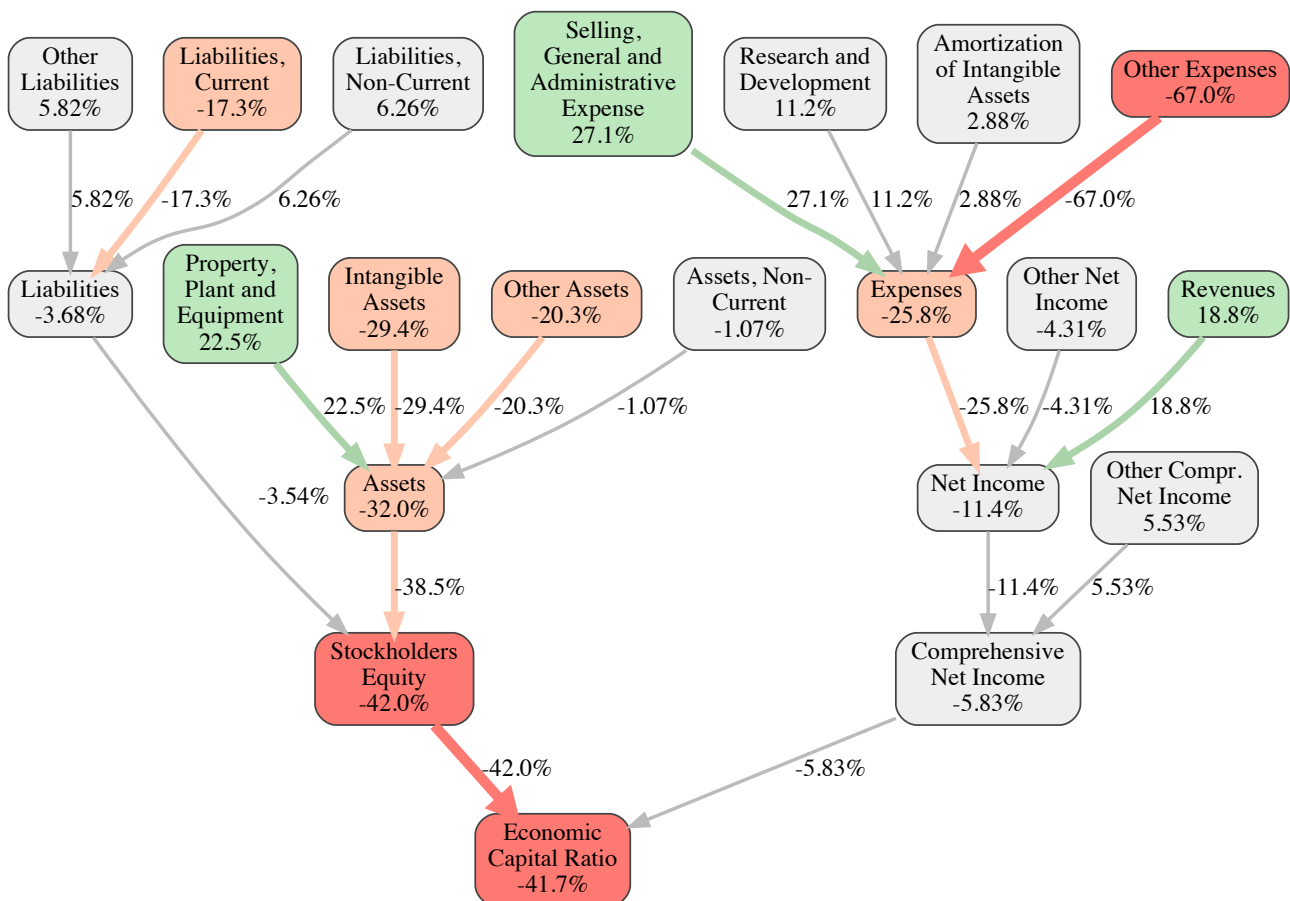 Other
Liabilities
5.82%
Liabilities,
Current
-17.3%
Liabilities,
Non-Current
6.26%
Selling,
General and
Administrative
Expense
27.1%
Research and
Development
11.2%
Amortization
of Intangible
Assets
2.88%
Other Expenses
-67.0%
5.82%
-17.3%
6.26%
27.1%
11.2%
2.88%
-67.0%
Liabilities
-3.68%
Property,
Plant and
Equipment
22.5%
Intangible
Assets
-29.4%
Other Assets
-20.3%
Assets, Non-
Current
-1.07%
Expenses
-25.8%
Other Net
Income
-4.31%
Revenues
18.8%
22.5%
-29.4%
-20.3%
-1.07%
-25.8%
-4.31%
18.8%
-3.54%
Assets
-32.0%
Net Income
-11.4%
Other Compr.
Net Income
5.53%
-38.5%
-11.4%
5.53%
Stockholders
Equity
-42.0%
Comprehensive
Net Income
-5.83%
-42.0%
-5.83%
Economic
Capital Ratio
-41.7%